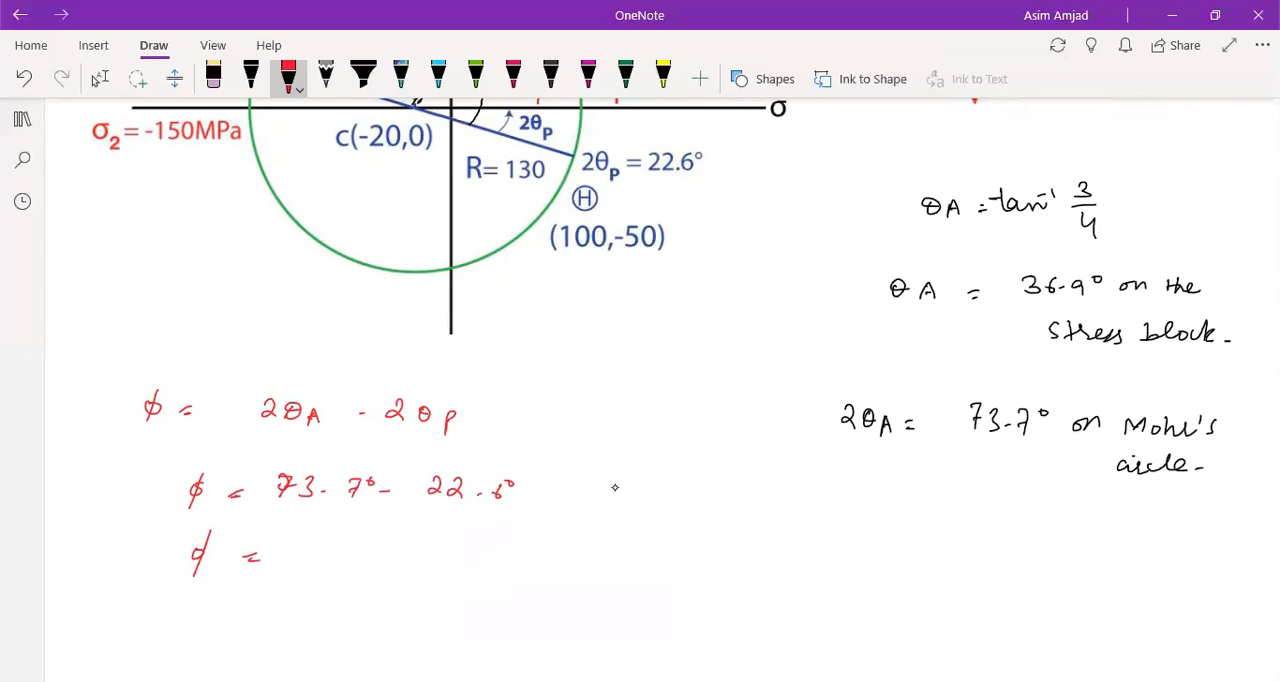 OneNote
Asim Amjad
Home Insert Draw View Help
Share
Shapes Ink to Shape Ink to Text
σ
σ2 = -150MPa
c(-20,0)
2θP
R= 130
2θP = 22.6°
H
(100,-50)
θA = tan⁻¹ 3/4
θA = 36.9° on the
stress block.
ϕ = 2θA - 2θP
2θA = 73.7° on Mohr's
circle.
ϕ = 73.7° - 22.6°
ϕ =